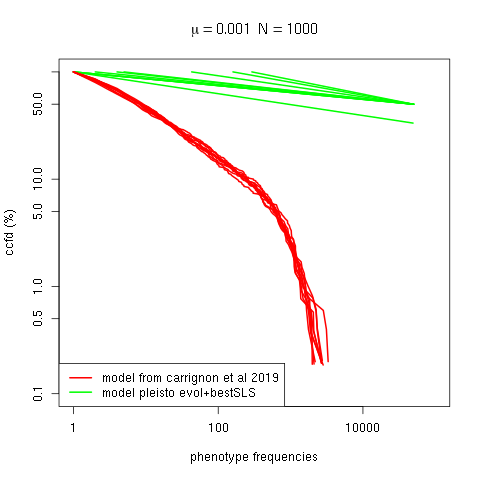 μ = 0.001 N = 1000
50.0
10.0
5.0
1.0
0.5
0.1
ccfd (%)
model from carrignon et al 2019
model pleisto evol+bestSLS
1
100
10000
phenotype frequencies